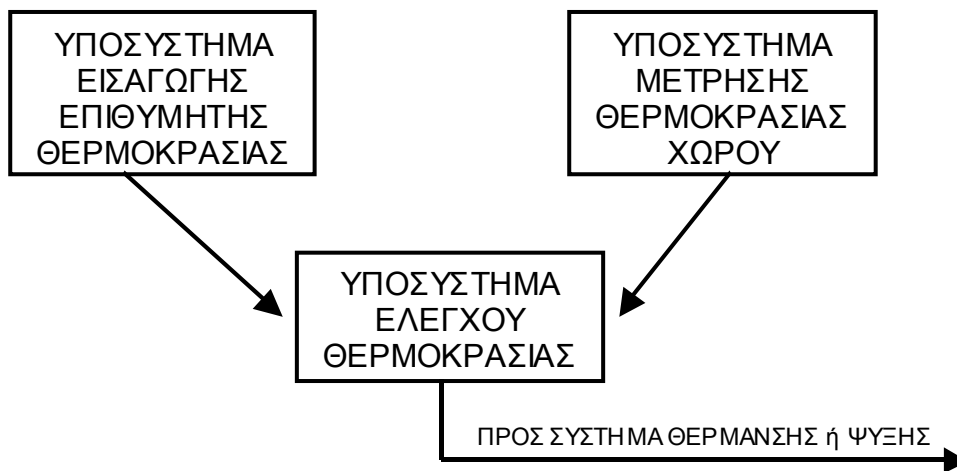 ΥΠΟΣΥΣΤΗΜΑ
ΕΙΣΑΓΩΓΗΣ
ΕΠΙΘΥΜΗΤΗΣ
ΘΕΡΜΟΚΡΑΣΙΑΣ
ΥΠΟΣΥΣΤΗΜΑ
ΜΕΤΡΗΣΗΣ
ΘΕΡΜΟΚΡΑΣΙΑΣ
ΧΩΡΟΥ
ΥΠΟΣΥΣΤΗΜΑ
ΕΛΕΓΧΟΥ
ΘΕΡΜΟΚΡΑΣΙΑΣ
ΠΡΟΣ ΣΥΣΤΗΜΑ ΘΕΡΜΑΝΣΗΣ ή ΨΥΞΗΣ